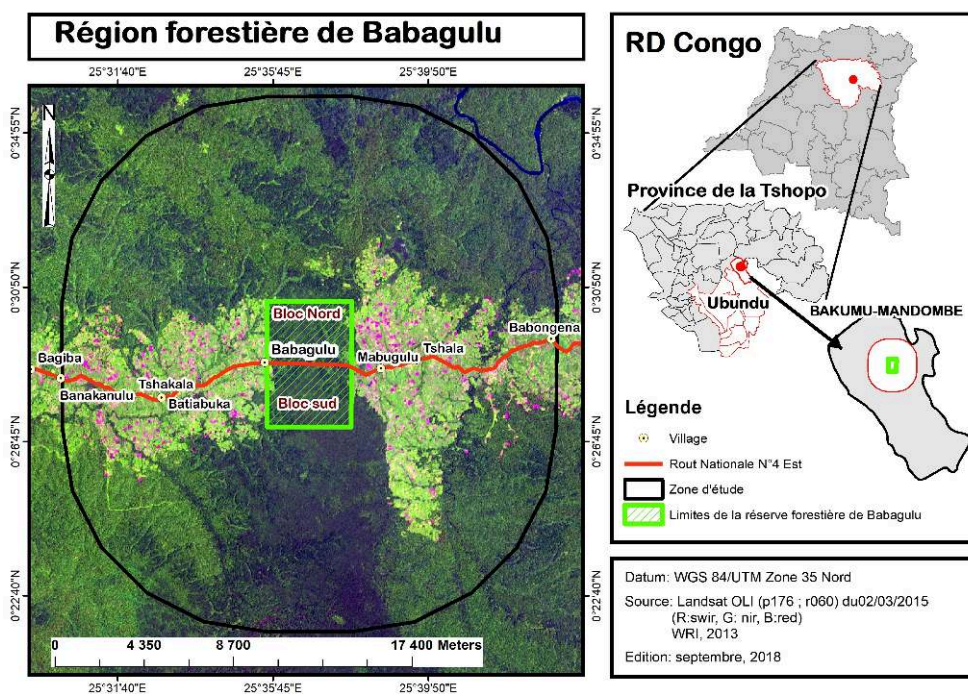 Région forestière de Babagulu
25°31'40"E 25°35'45"E 25°39'50"E
N
0°34'55"N 0°34'55"N
0°30'50"N 0°30'50"N
Bloc Nord
Babongena
Babagulu
Tshala
Bagiba
Mabugulu
Tshakala
Banakanulu
Batiabuka
Bloc sud
0°26'45"N 0°26'45"N
0°22'40"N 0°22'40"N
0 4 350 8 700 17 400 Meters
25°31'40"E 25°35'45"E 25°39'50"E
RD Congo
Province de la Tshopo
Ubundu
BAKUMU-MANDOMBE
Légende
Village
Rout Nationale N°4 Est
Zone d'étude
Limites de la réserve forestière de Babagulu
Datum: WGS 84/UTM Zone 35 Nord
Source: Landsat OLI (p176 ; r060) du02/03/2015
(R:swir, G: nir, B:red)
WRI, 2013
Edition: septembre, 2018